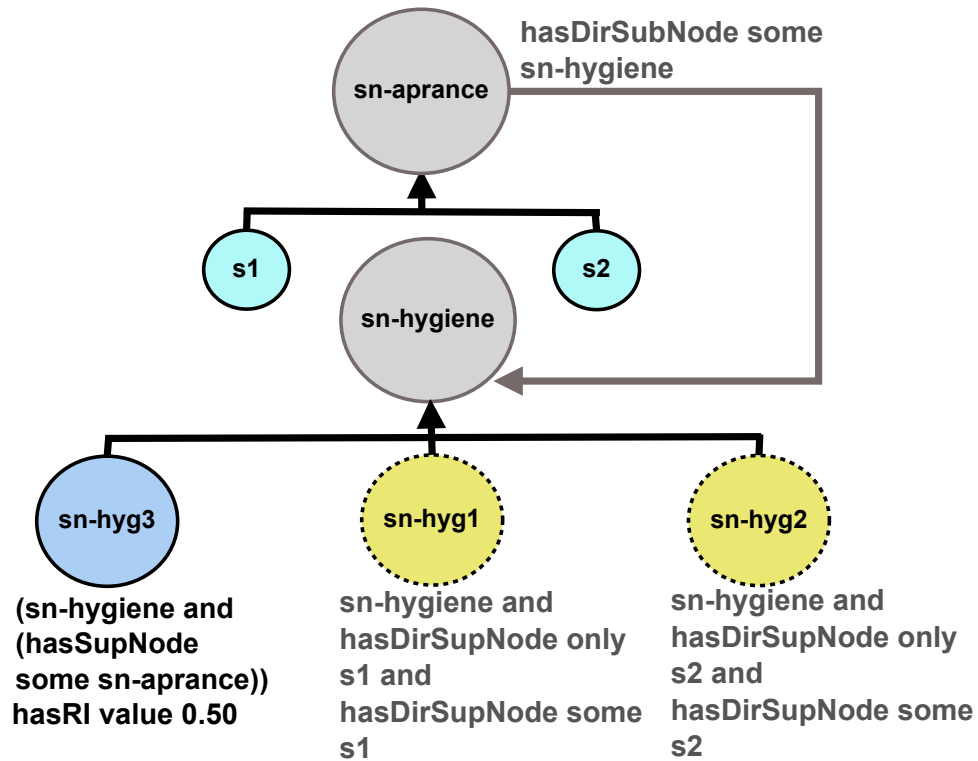 hasDirSubNode some
sn-hygiene
sn-aprance
s1
s2
sn-hygiene
sn-hyg3
sn-hyg1
sn-hyg2
(sn-hygiene and
(hasSupNode
some sn-aprance))
hasRI value 0.50
sn-hygiene and
hasDirSupNode only
s1 and
hasDirSupNode some
s1
sn-hygiene and
hasDirSupNode only
s2 and
hasDirSupNode some
s2